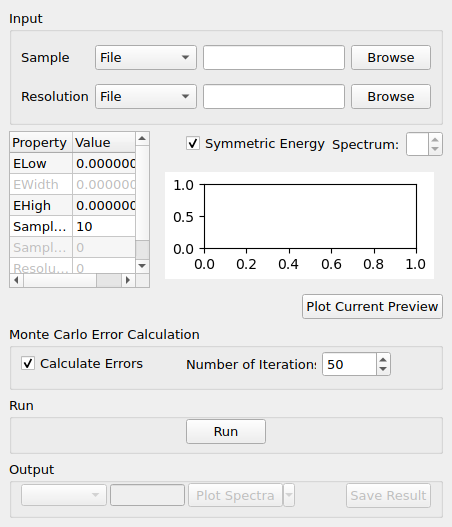 Input
Sample File Browse
Resolution File Browse
Property Value
ELow 0.000000
EWidth 0.000000
EHigh 0.000000
Sampl... 10
Sampl... 0
Resolu... 0
Symmetric Energy Spectrum:
1.0
0.5
0.0
0.0 0.2 0.4 0.6 0.8 1.0
Plot Current Preview
Monte Carlo Error Calculation
Calculate Errors Number of Iterations 50
Run
Run
Output
Plot Spectra Save Result